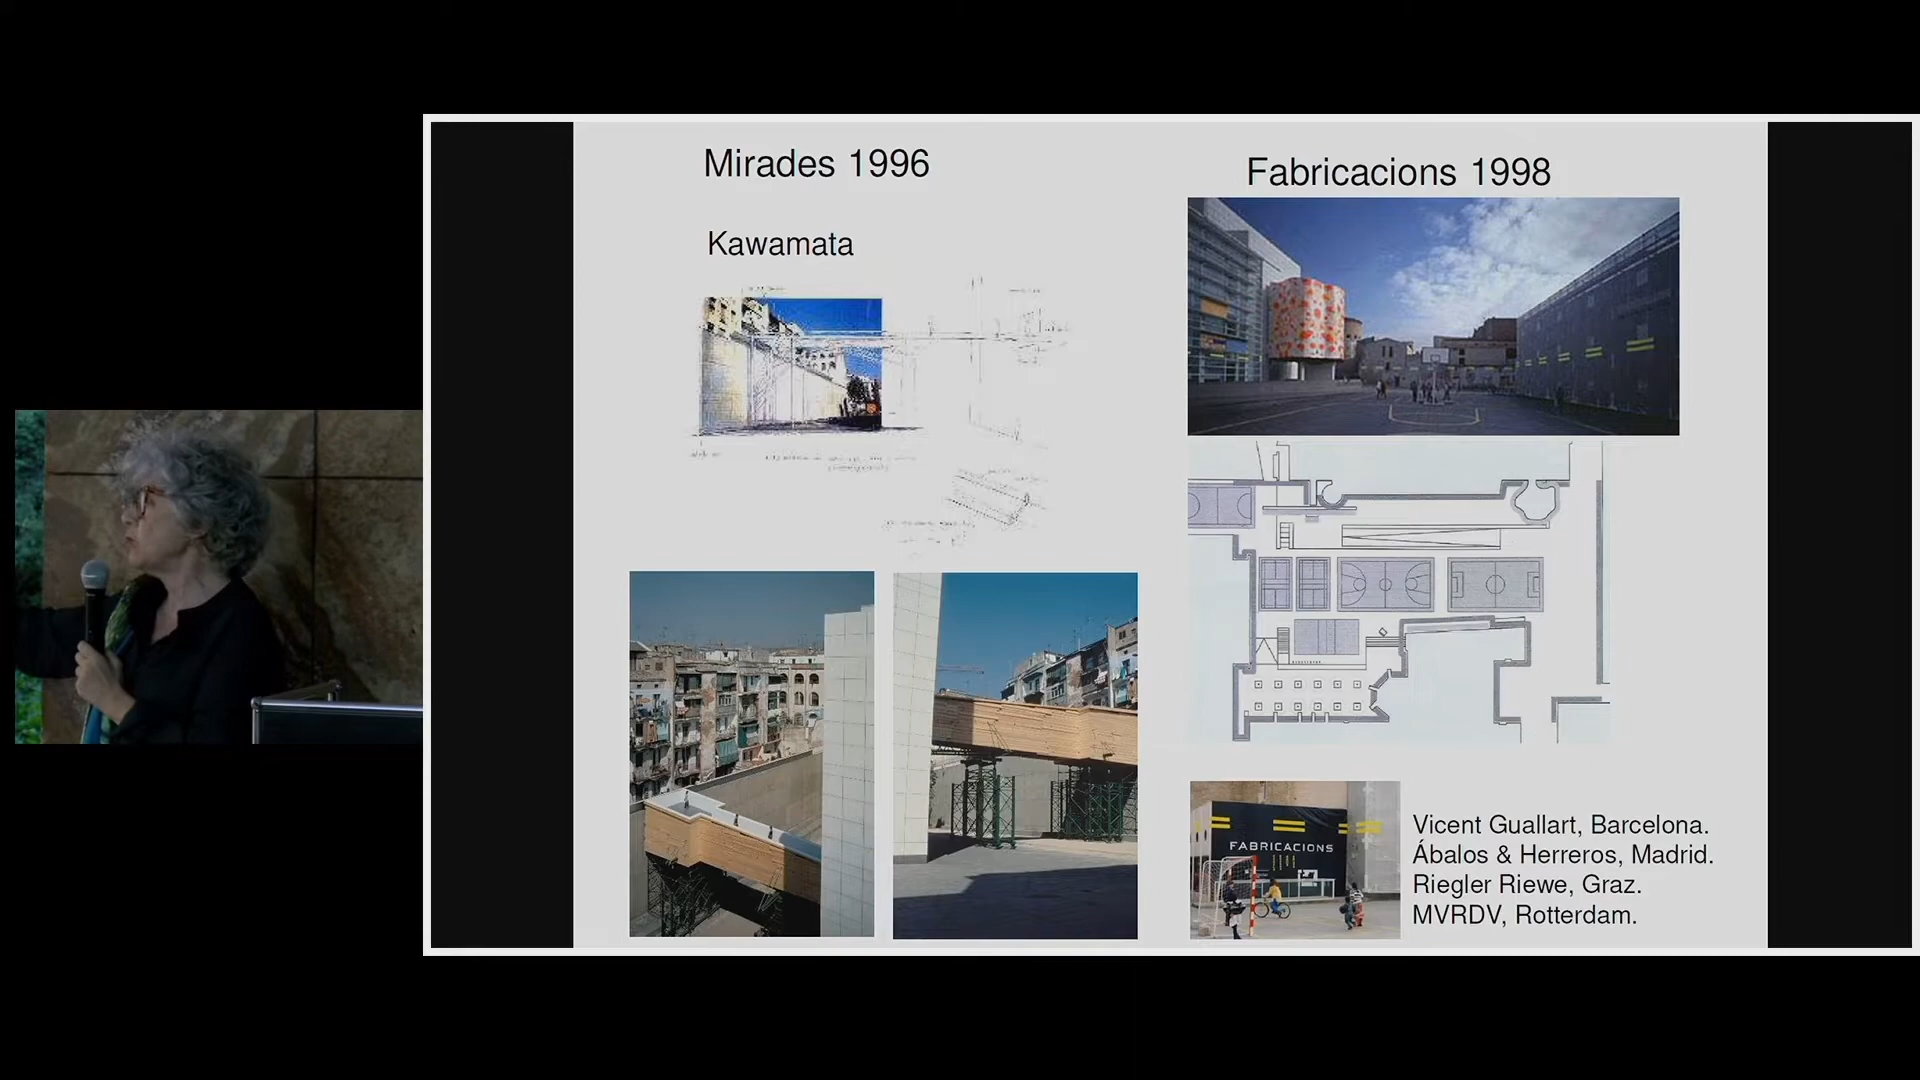 Mirades 1996
Kawamata
Fabricacions 1998
FABRICACIONS
Vicent Guallart, Barcelona.
Ábalos & Herreros, Madrid.
Riegler Riewe, Graz.
MVRDV, Rotterdam.